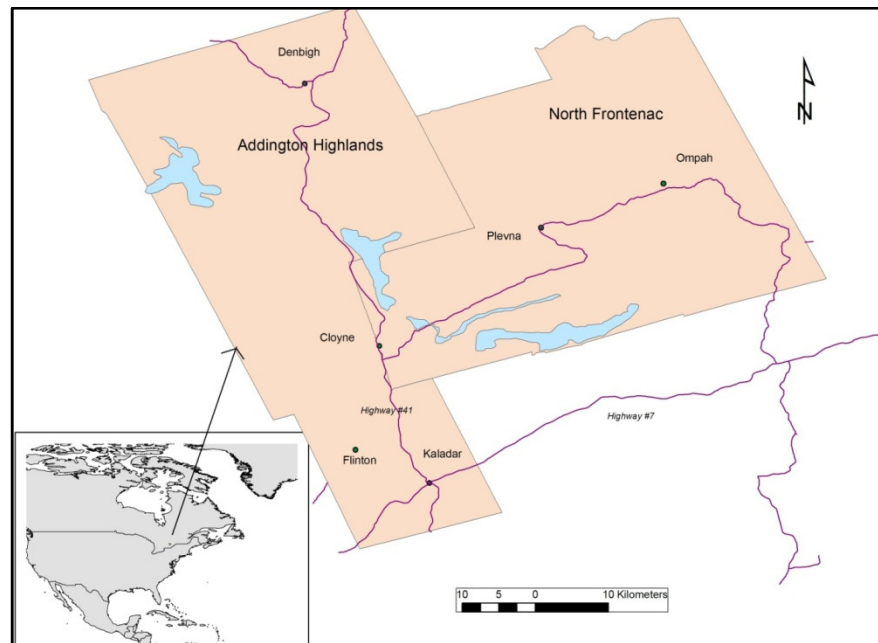 Denbigh
N
North Frontenac
Addington Highlands
Ompah
Plevna
Cloyne
Highway #41
Highway #7
Flinton
Kaladar
10 5 0 10 Kilometers